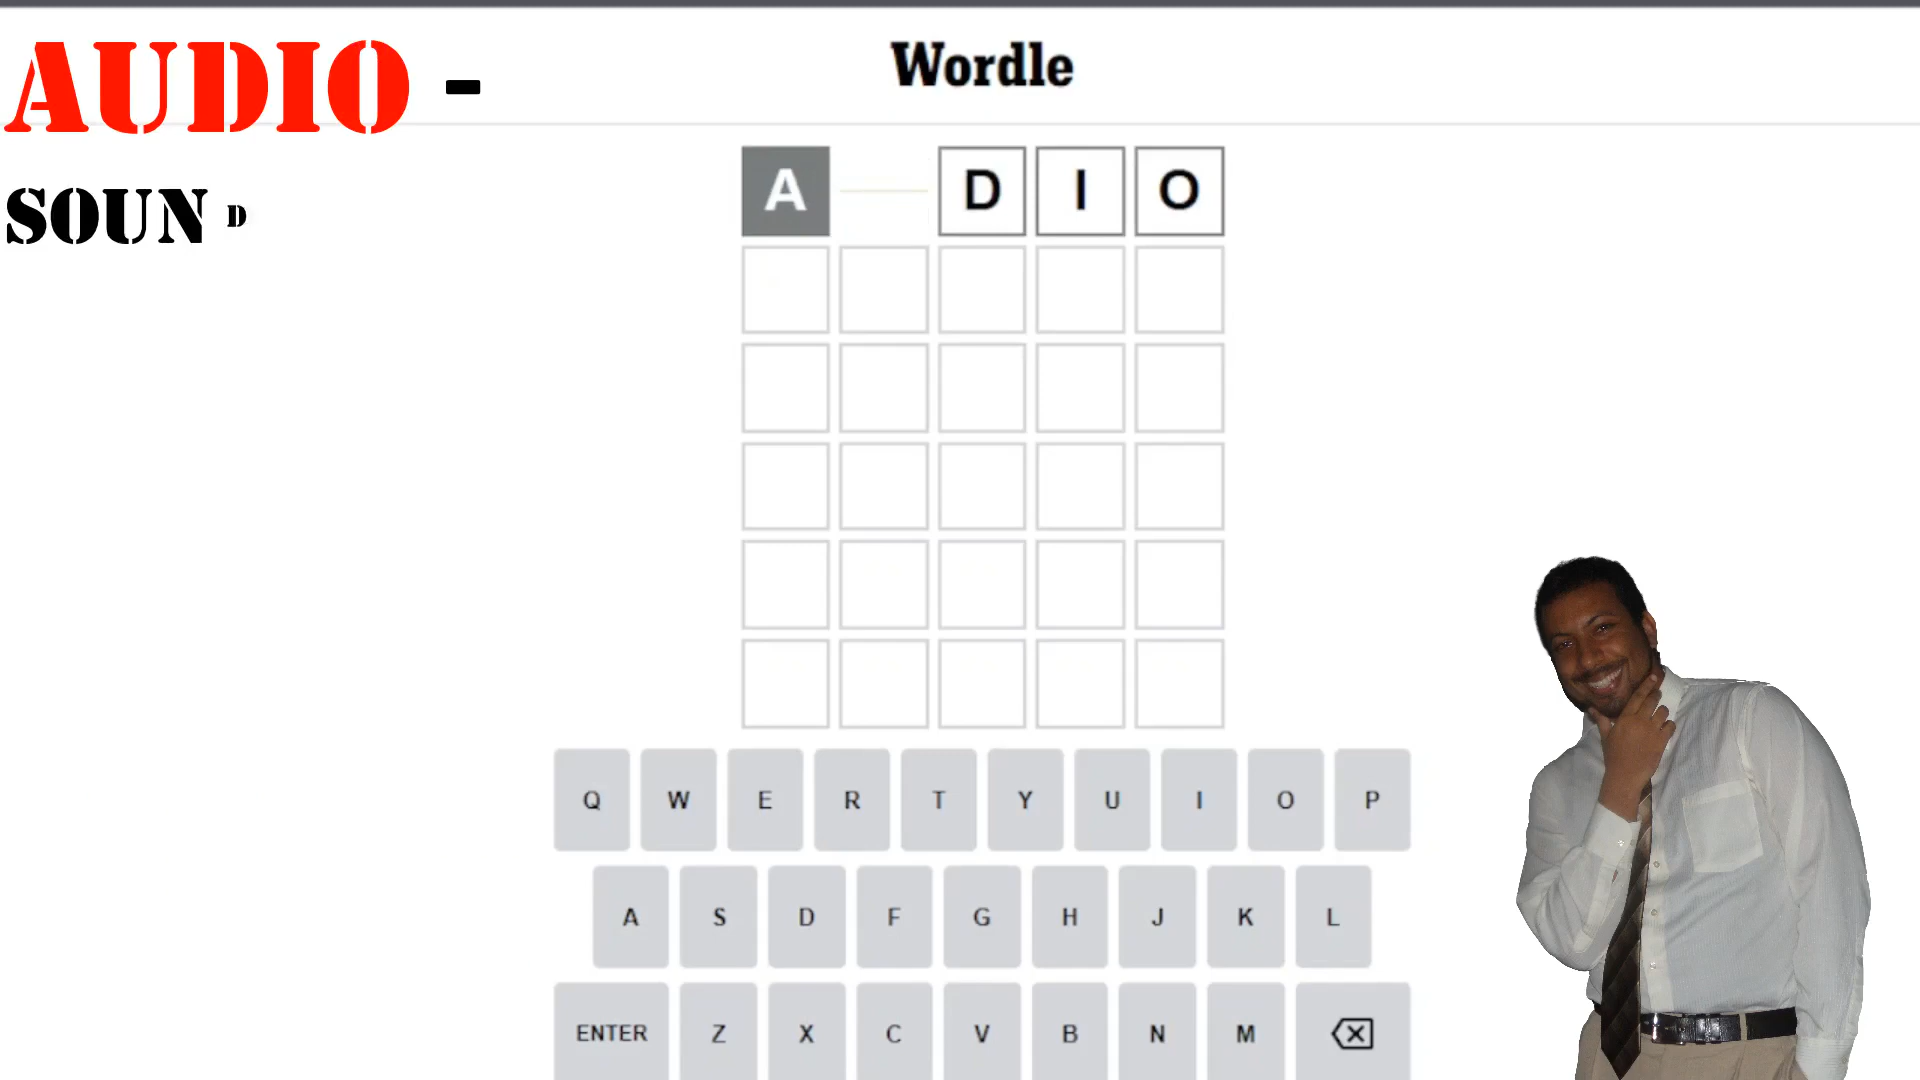 AUDIO -
Wordle
SOUN D
A D I O
Q W E R T Y U I O P
A S D F G H J K L
ENTER Z X C V B N M